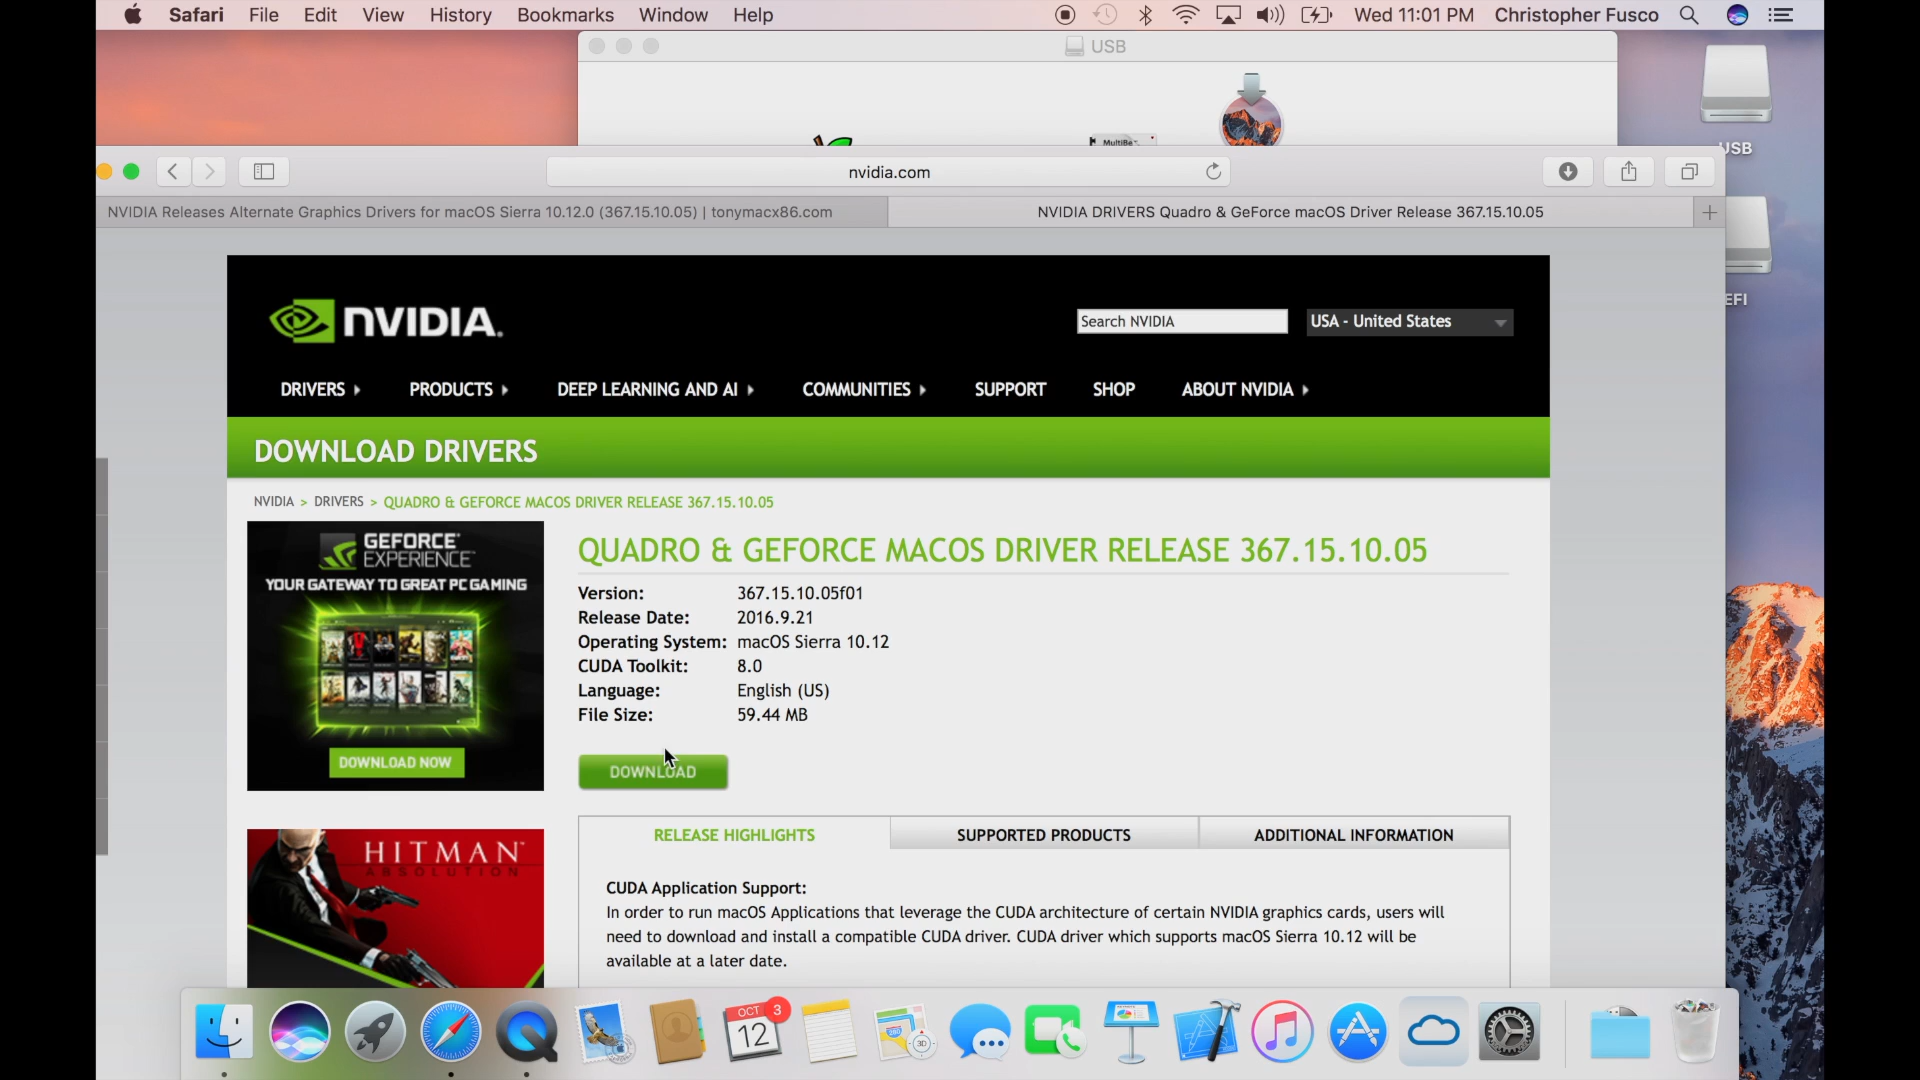 Safari File Edit View History Bookmarks Window Help Wed 11:01 PM Christopher Fusco
USB
USB
EFI
nvidia.com
NVIDIA Releases Alternate Graphics Drivers for macOS Sierra 10.12.0 (367.15.10.05) | tonymacx86.com
NVIDIA DRIVERS Quadro & GeForce macOS Driver Release 367.15.10.05
NVIDIA.
Search NVIDIA
USA - United States
DRIVERS PRODUCTS DEEP LEARNING AND AI COMMUNITIES SUPPORT SHOP ABOUT NVIDIA
DOWNLOAD DRIVERS
NVIDIA > DRIVERS > QUADRO & GEFORCE MACOS DRIVER RELEASE 367.15.10.05
GEFORCE
EXPERIENCE
YOUR GATEWAY TO GREAT PC GAMING
DOWNLOAD NOW
HITMAN
ABSOLUTION
QUADRO & GEFORCE MACOS DRIVER RELEASE 367.15.10.05
Version: 367.15.10.05f01
Release Date: 2016.9.21
Operating System: macOS Sierra 10.12
CUDA Toolkit: 8.0
Language: English (US)
File Size: 59.44 MB
DOWNLOAD
RELEASE HIGHLIGHTS SUPPORTED PRODUCTS ADDITIONAL INFORMATION
CUDA Application Support:
In order to run macOS Applications that leverage the CUDA architecture of certain NVIDIA graphics cards, users will
need to download and install a compatible CUDA driver. CUDA driver which supports macOS Sierra 10.12 will be
available at a later date.
OCT
3
12
3D